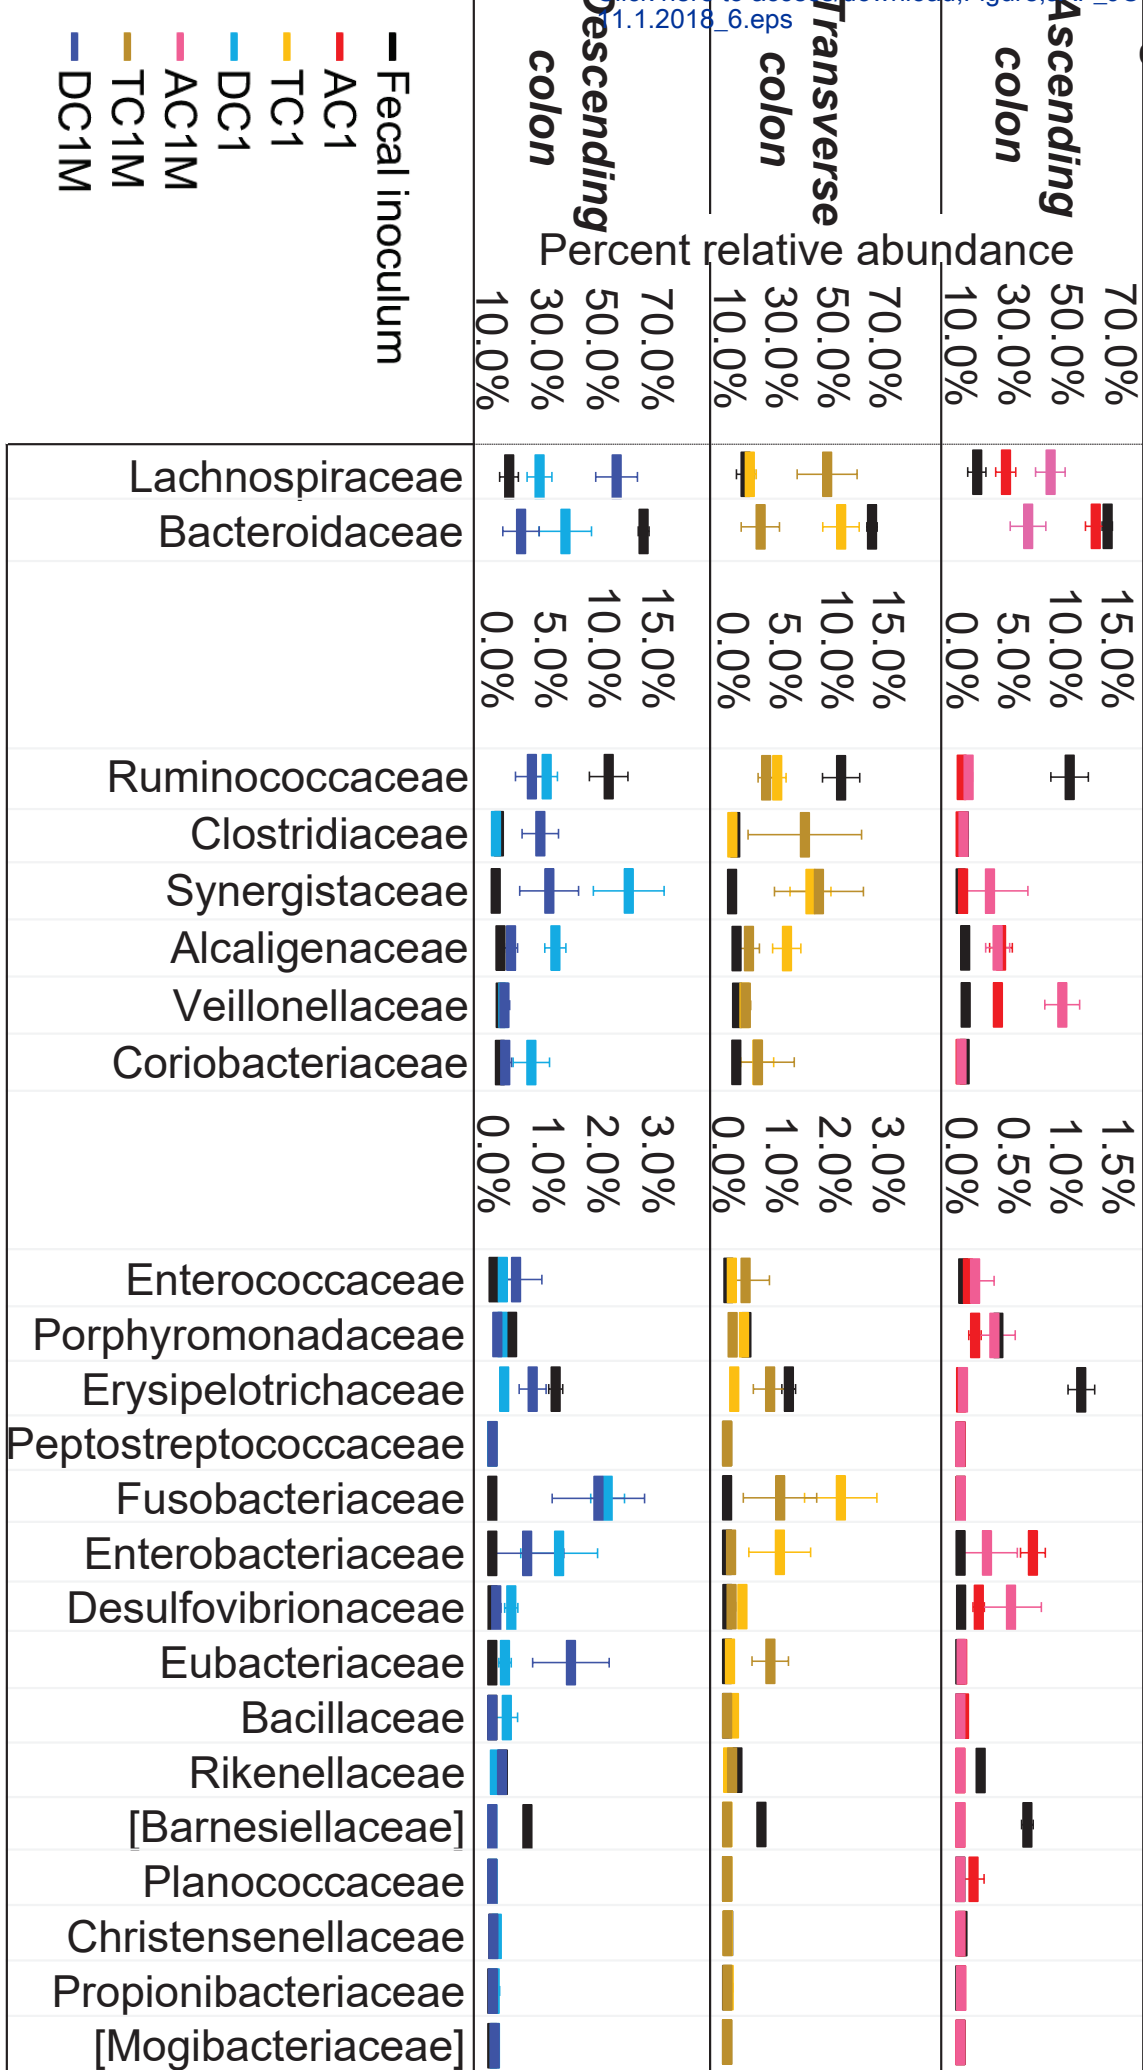 11.1.2018_6.eps
Ascending
colon
Transverse
colon
Descending
colon
Percent relative abundance
Fecal inoculum
AC1
TC1
DC1
AC1M
TC1M
DC1M
70.0%
50.0%
30.0%
10.0%
70.0%
50.0%
30.0%
10.0%
70.0%
50.0%
30.0%
10.0%
Lachnospiraceae
Bacteroidaceae
15.0%
10.0%
5.0%
0.0%
15.0%
10.0%
5.0%
0.0%
15.0%
10.0%
5.0%
0.0%
Ruminococcaceae
Clostridiaceae
Synergistaceae
Alcaligenaceae
Veillonellaceae
Coriobacteriaceae
1.5%
1.0%
0.5%
0.0%
3.0%
2.0%
1.0%
0.0%
3.0%
2.0%
1.0%
0.0%
Enterococcaceae
Porphyromonadaceae
Erysipelotrichaceae
Peptostreptococcaceae
Fusobacteriaceae
Enterobacteriaceae
Desulfovibrionaceae
Eubacteriaceae
Bacillaceae
Rikenellaceae
[Barnesiellaceae]
Planococcaceae
Christensenellaceae
Propionibacteriaceae
[Mogibacteriaceae]